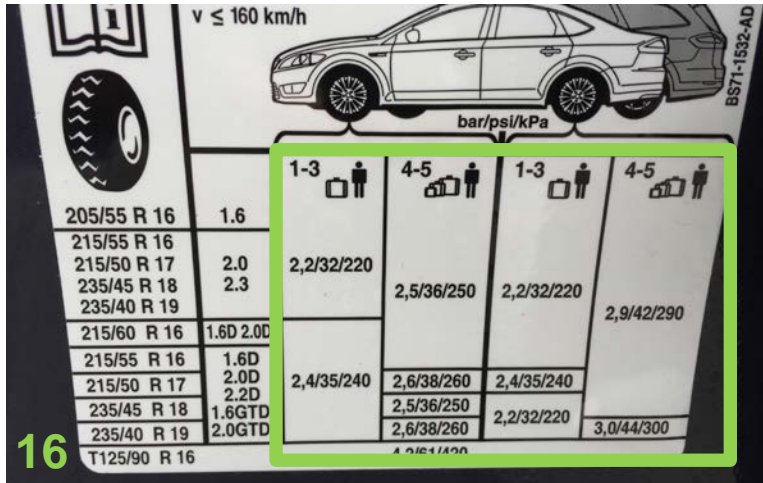 i
v ≤ 160 km/h
BS71-1532-AD
bar/psi/kPa
1-3 4-5 1-3 4-5
205/55 R 16 1.6
215/55 R 16
215/50 R 17 2.0 2,2/32/220
235/45 R 18 2.3 2,5/36/250 2,2/32/220
235/40 R 19 2,9/42/290
215/60 R 16 1.6D 2.0D
215/55 R 16 1.6D
215/50 R 17 2.0D 2,4/35/240 2,6/38/260 2,4/35/240
2.2D
235/45 R 18 1.6GTD 2,5/36/250 2,2/32/220
235/40 R 19 2.0GTD 2,6/38/260 3,0/44/300
T125/90 R 16 4,2/61/420
16